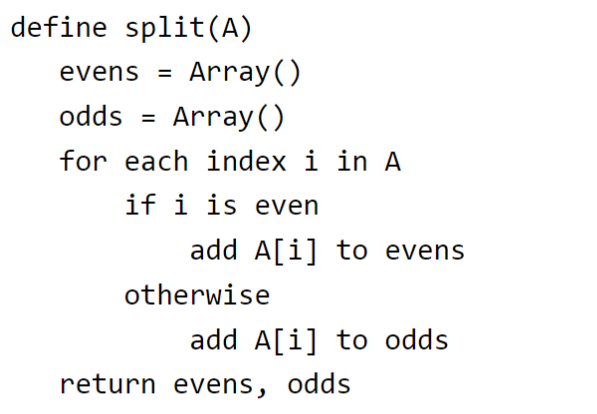 define split(A)
evens = Array()
odds = Array()
for each index i in A
if i is even
add A[i] to evens
otherwise
add A[i] to odds
return evens, odds